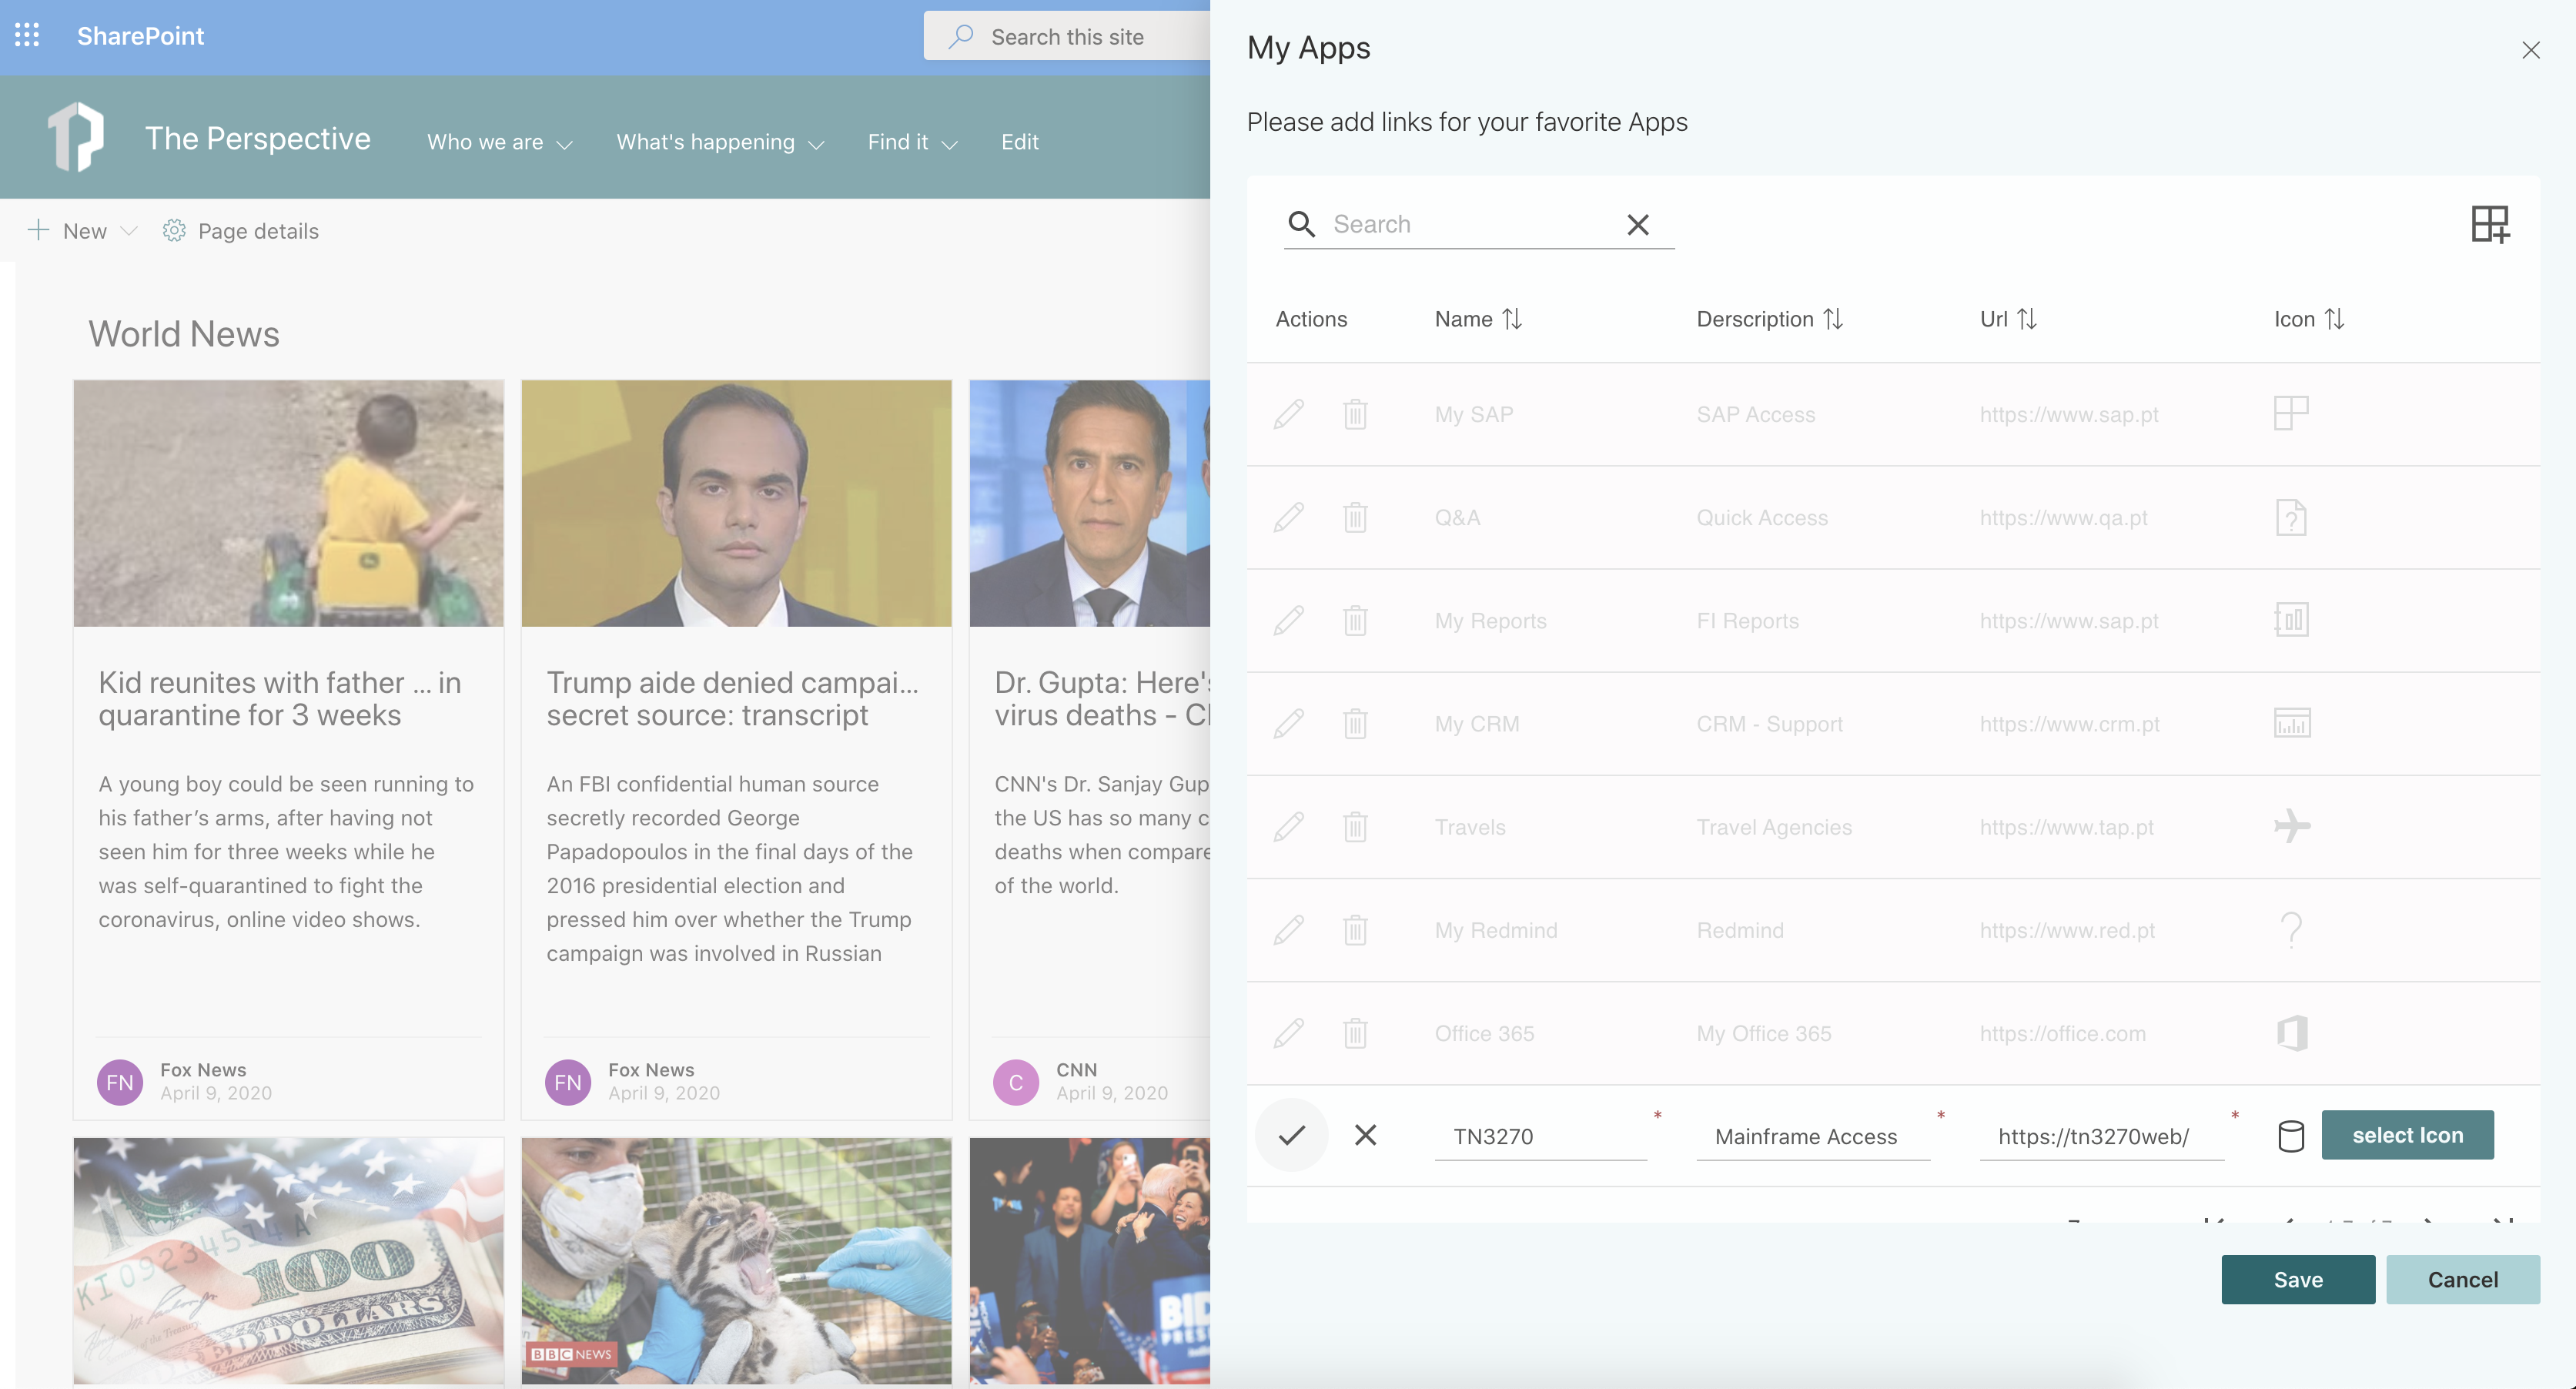 SharePoint
Search this site
The Perspective
Who we are
What's happening
Find it
Edit
New
Page details
World News
Kid reunites with father ... in
quarantine for 3 weeks
A young boy could be seen running to
his father’s arms, after having not
seen him for three weeks while he
was self-quarantined to fight the
coronavirus, online video shows.
FN
Fox News
April 9, 2020
Trump aide denied campai...
secret source: transcript
An FBI confidential human source
secretly recorded George
Papadopoulos in the final days of the
2016 presidential election and
pressed him over whether the Trump
campaign was involved in Russian
FN
Fox News
April 9, 2020
Dr. Gupta: Here's
virus deaths - C
CNN's Dr. Sanjay Gup
the US has so many c
deaths when compare
of the world.
C
CNN
April 9, 2020
100
DOLLARS
BBC NEWS
BID
My Apps
Please add links for your favorite Apps
Search
Actions Name Derscription Url Icon
My SAP SAP Access https://www.sap.pt
Q&A Quick Access https://www.qa.pt
My Reports FI Reports https://www.sap.pt
My CRM CRM - Support https://www.crm.pt
Travels Travel Agencies https://www.tap.pt
My Redmind Redmind https://www.red.pt
Office 365 My Office 365 https://office.com
TN3270 * Mainframe Access * https://tn3270web/ * select Icon
Save
Cancel